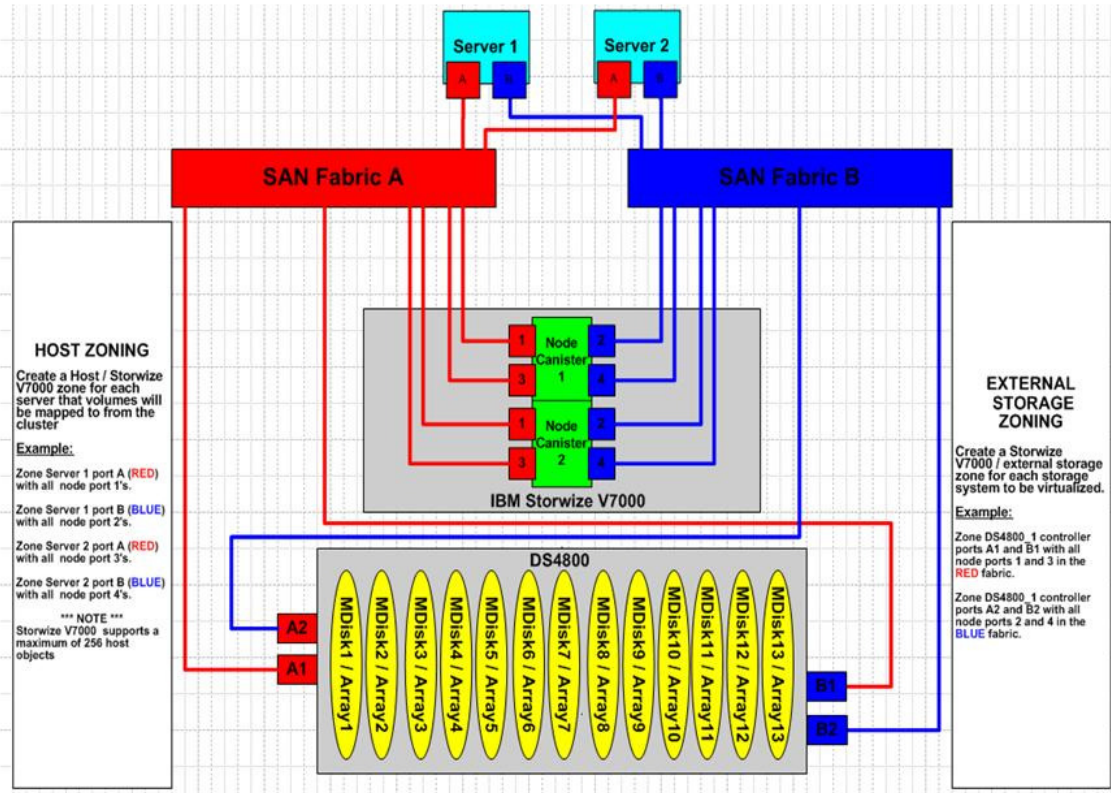 Server 1
Server 2
A
B
A
B
SAN Fabric A
SAN Fabric B
HOST ZONING
Create a Host / Storwize
V7000 zone for each
server that volumes will
be mapped to from the
cluster
Example:
Zone Server 1 port A (RED)
with all node port 1's.
Zone Server 1 port B (BLUE)
with all node port 2's.
Zone Server 2 port A (RED)
with all node port 3's.
Zone Server 2 port B (BLUE)
with all node port 4's.
*** NOTE ***
Storwize V7000 supports a
maximum of 256 host
objects
1
Node
Canister
1
2
3
4
1
Node
Canister
2
2
3
4
IBM Storwize V7000
EXTERNAL
STORAGE
ZONING
Create a Storwize
V7000 / external storage
zone for each storage
system to be virtualized.
Example:
Zone DS4800_1 controller
ports A1 and B1 with all
node ports 1 and 3 in the
RED fabric.
Zone DS4800_1 controller
ports A2 and B2 with all
node ports 2 and 4 in the
BLUE fabric.
DS4800
A2
A1
MDisk1 / Array1
MDisk2 / Array2
MDisk3 / Array3
MDisk4 / Array4
MDisk5 / Array5
MDisk6 / Array6
MDisk7 / Array7
MDisk8 / Array8
MDisk9 / Array9
MDisk10 / Array10
MDisk11 / Array11
MDisk12 / Array12
MDisk13 / Array13
B1
B2